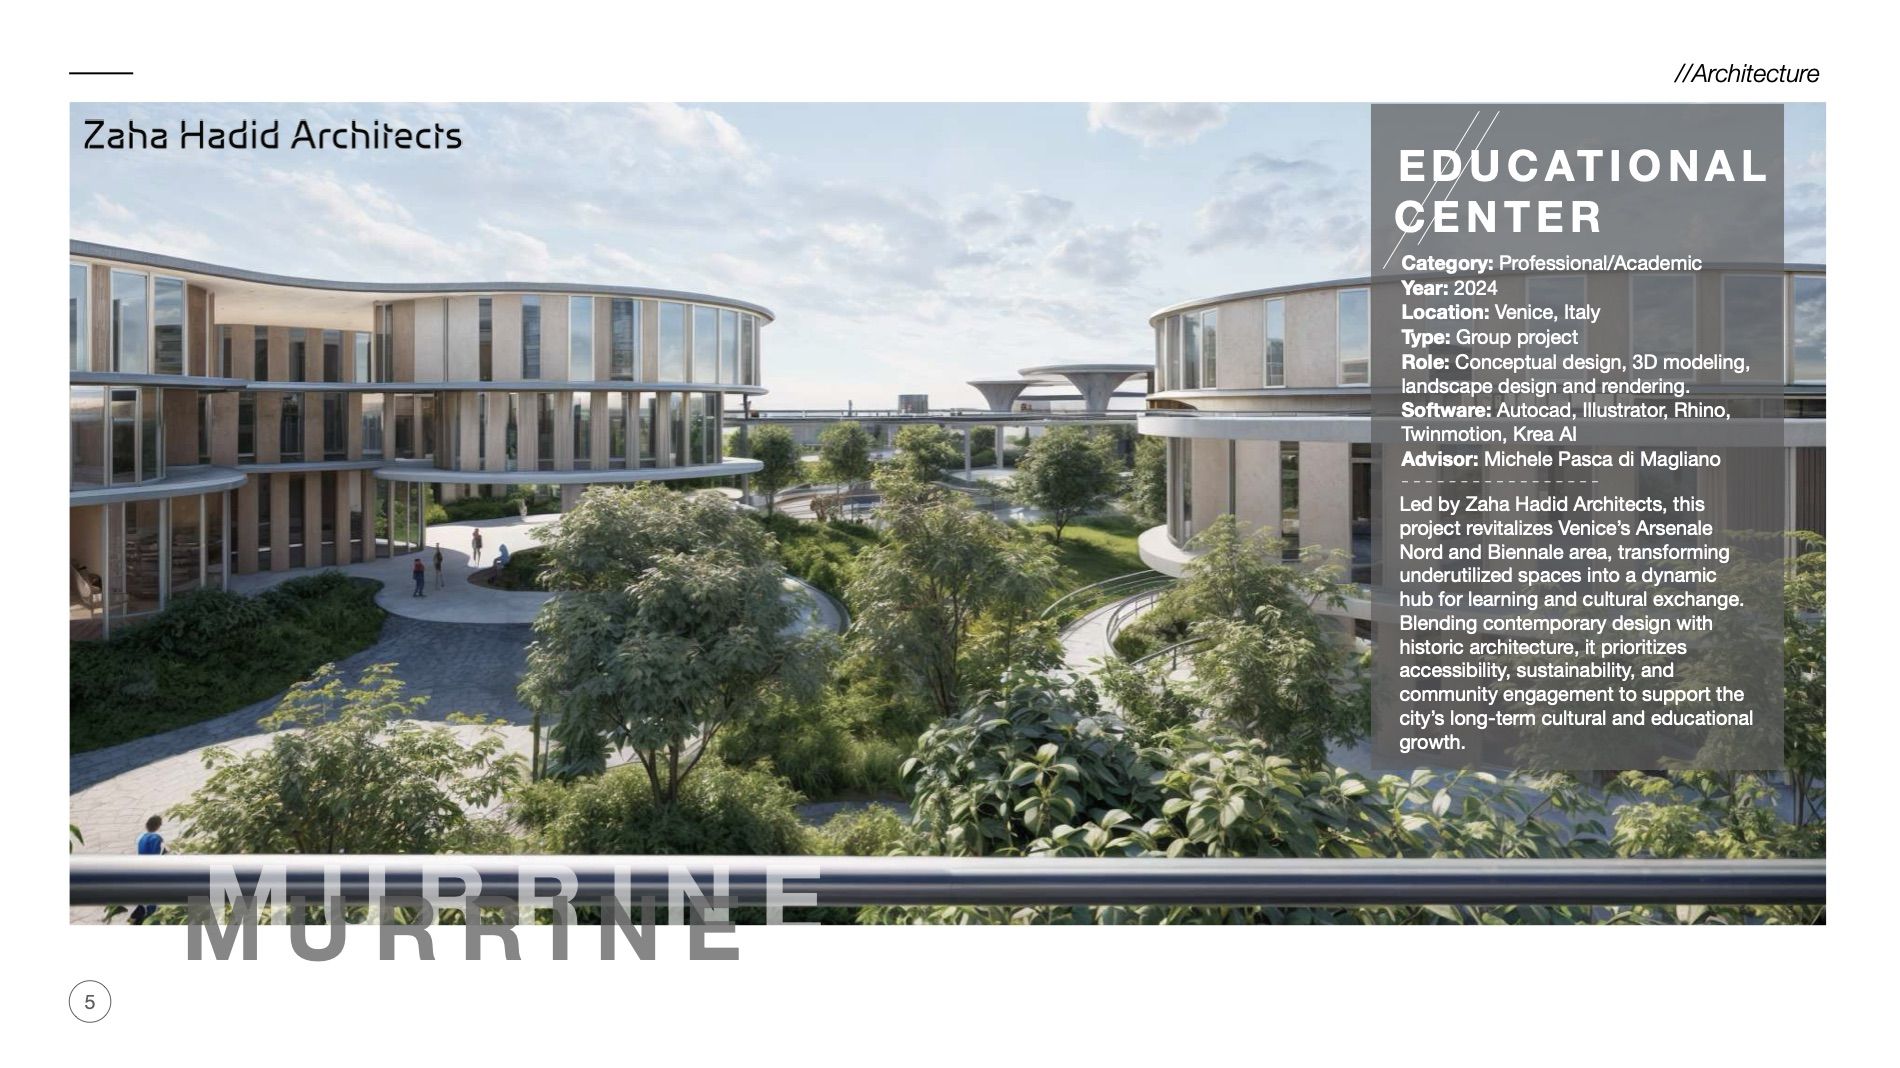 //Architecture
Zaha Hadid Architects
EDUCATIONAL
CENTER
Category: Professional/Academic
Year: 2024
Location: Venice, Italy
Type: Group project
Role: Conceptual design, 3D modeling,
landscape design and rendering.
Software: Autocad, Illustrator, Rhino,
Twinmotion, Krea AI
Advisor: Michele Pasca di Magliano
Led by Zaha Hadid Architects, this
project revitalizes Venice’s Arsenale
Nord and Biennale area, transforming
underutilized spaces into a dynamic
hub for learning and cultural exchange.
Blending contemporary design with
historic architecture, it prioritizes
accessibility, sustainability, and
community engagement to support the
city’s long-term cultural and educational
growth.
MURRINE
MURRINE
5